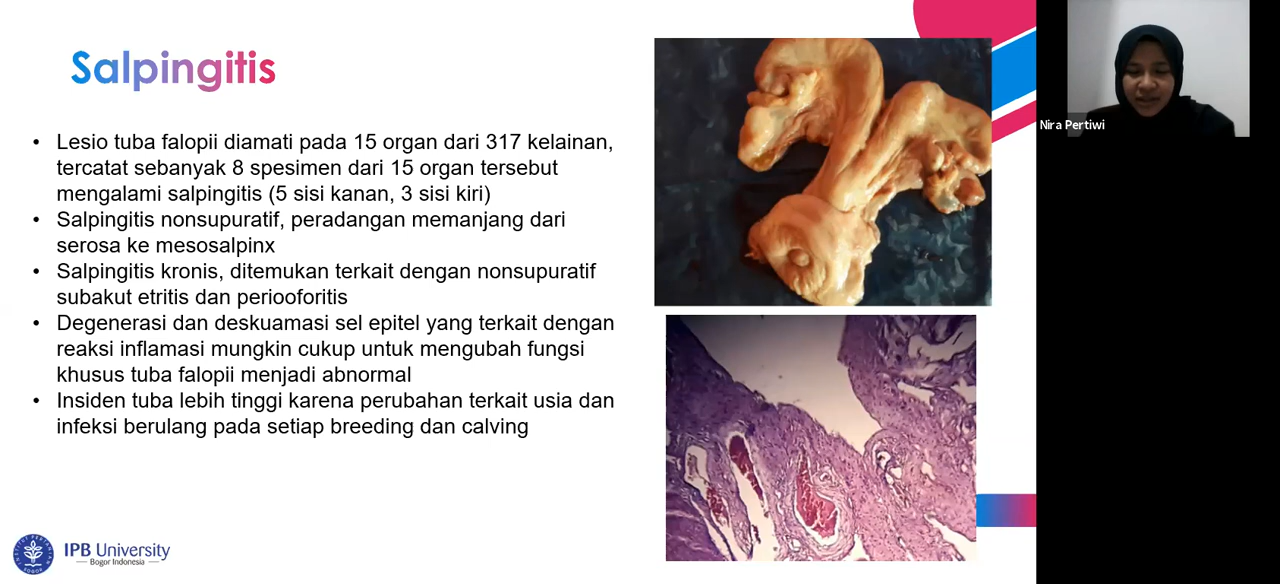 Salpingitis
• Lesio tuba falopii diamati pada 15 organ dari 317 kelainan,
tercatat sebanyak 8 spesimen dari 15 organ tersebut
mengalami salpingitis (5 sisi kanan, 3 sisi kiri)
• Salpingitis nonsupuratif, peradangan memanjang dari
serosa ke mesosalpinx
• Salpingitis kronis, ditemukan terkait dengan nonsupuratif
subakut etritis dan periooforitis
• Degenerasi dan deskuamasi sel epitel yang terkait dengan
reaksi inflamasi mungkin cukup untuk mengubah fungsi
khusus tuba falopii menjadi abnormal
• Insiden tuba lebih tinggi karena perubahan terkait usia dan
infeksi berulang pada setiap breeding dan calving
Nira Pertiwi
IPB University
Bogor Indonesia